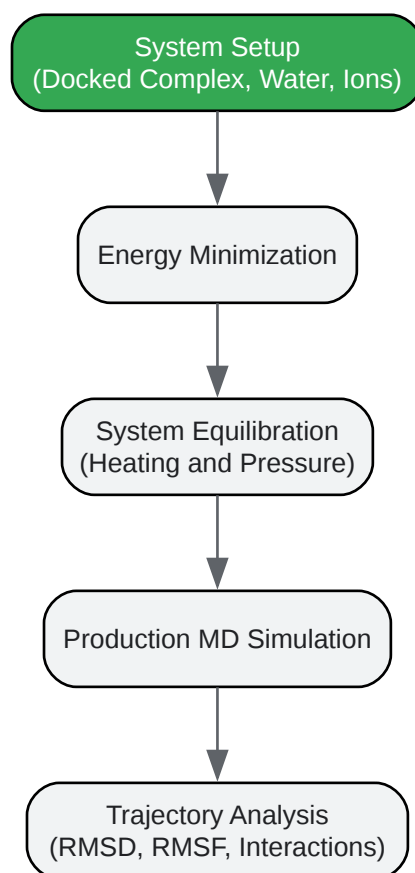 System Setup
(Docked Complex, Water, Ions)
Energy Minimization
System Equilibration
(Heating and Pressure)
Production MD Simulation
Trajectory Analysis
(RMSD, RMSF, Interactions)